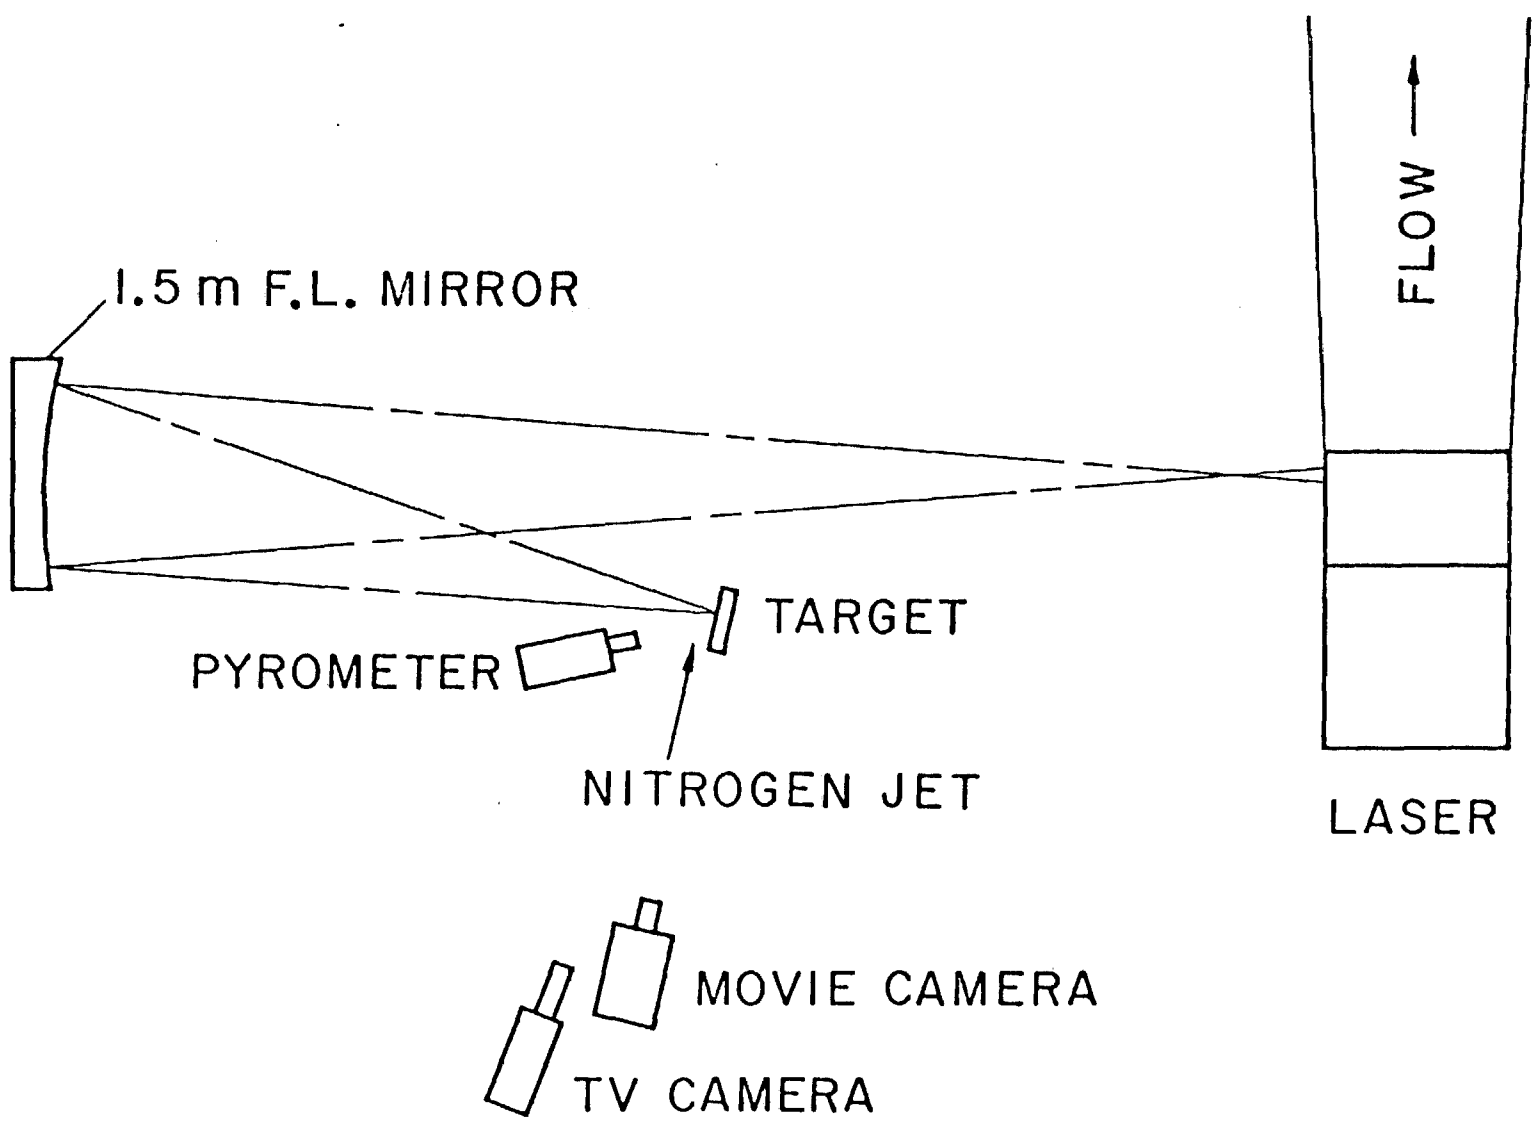 FLOW
1.5 m F.L. MIRROR
TARGET
PYROMETER
NITROGEN JET
LASER
MOVIE CAMERA
TV CAMERA